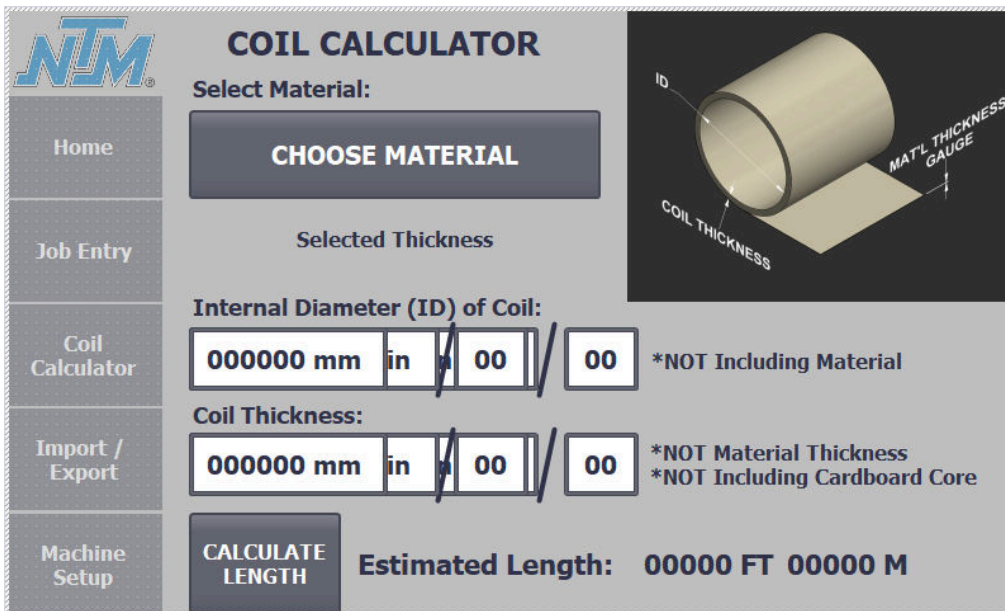 NTM®
COIL CALCULATOR
Select Material:
CHOOSE MATERIAL
Selected Thickness
ID
COIL THICKNESS
MAT'L THICKNESS
GAUGE
Home
Job Entry
Coil
Calculator
Import /
Export
Machine
Setup
Internal Diameter (ID) of Coil:
000000 mm in / 00 / 00 *NOT Including Material
Coil Thickness:
000000 mm in / 00 / 00 *NOT Material Thickness
*NOT Including Cardboard Core
CALCULATE
LENGTH
Estimated Length: 00000 FT 00000 M